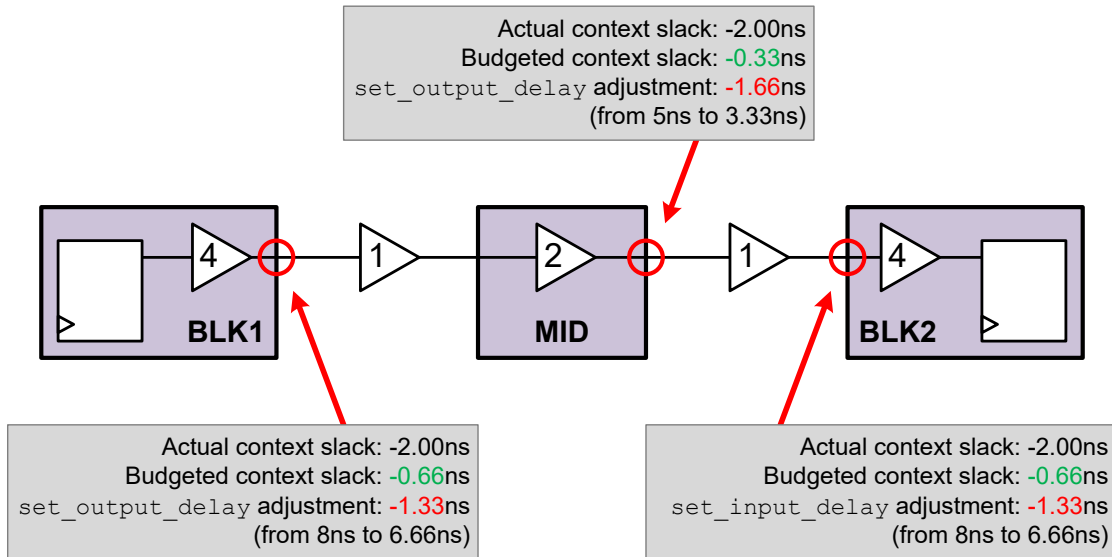 Actual context slack: -2.00ns
Budgeted context slack: -0.33ns
set_output_delay adjustment: -1.66ns
(from 5ns to 3.33ns)
4
1
2
1
4
BLK1
MID
BLK2
Actual context slack: -2.00ns
Budgeted context slack: -0.66ns
set_output_delay adjustment: -1.33ns
(from 8ns to 6.66ns)
Actual context slack: -2.00ns
Budgeted context slack: -0.66ns
set_input_delay adjustment: -1.33ns
(from 8ns to 6.66ns)